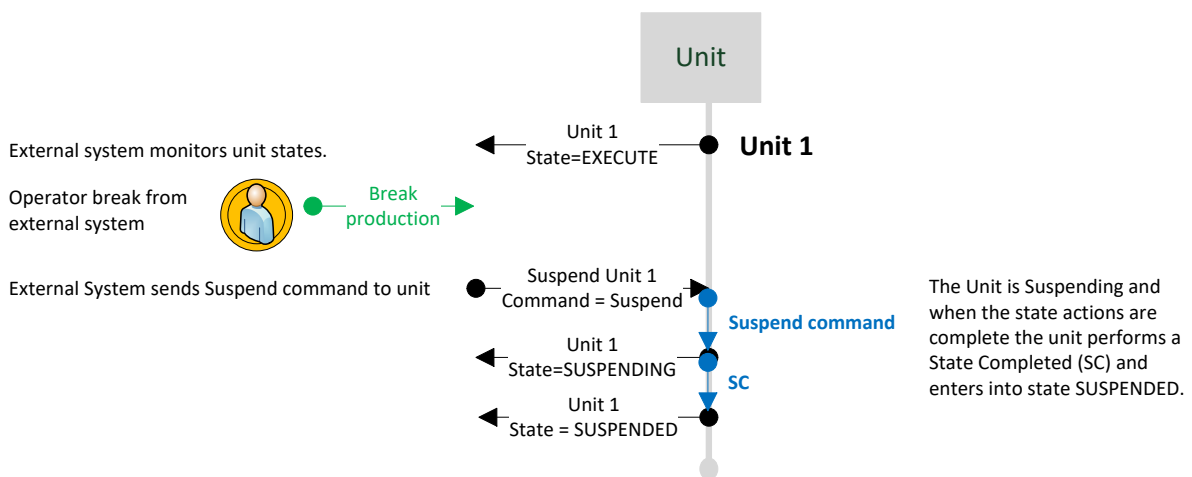 Unit
Unit 1
State=EXECUTE
Unit 1
External system monitors unit states.
Operator break from
external system
Break
production
External System sends Suspend command to unit
Suspend Unit 1
Command = Suspend
Suspend command
The Unit is Suspending and
when the state actions are
complete the unit performs a
State Completed (SC) and
enters into state SUSPENDED.
Unit 1
State=SUSPENDING
SC
Unit 1
State = SUSPENDED